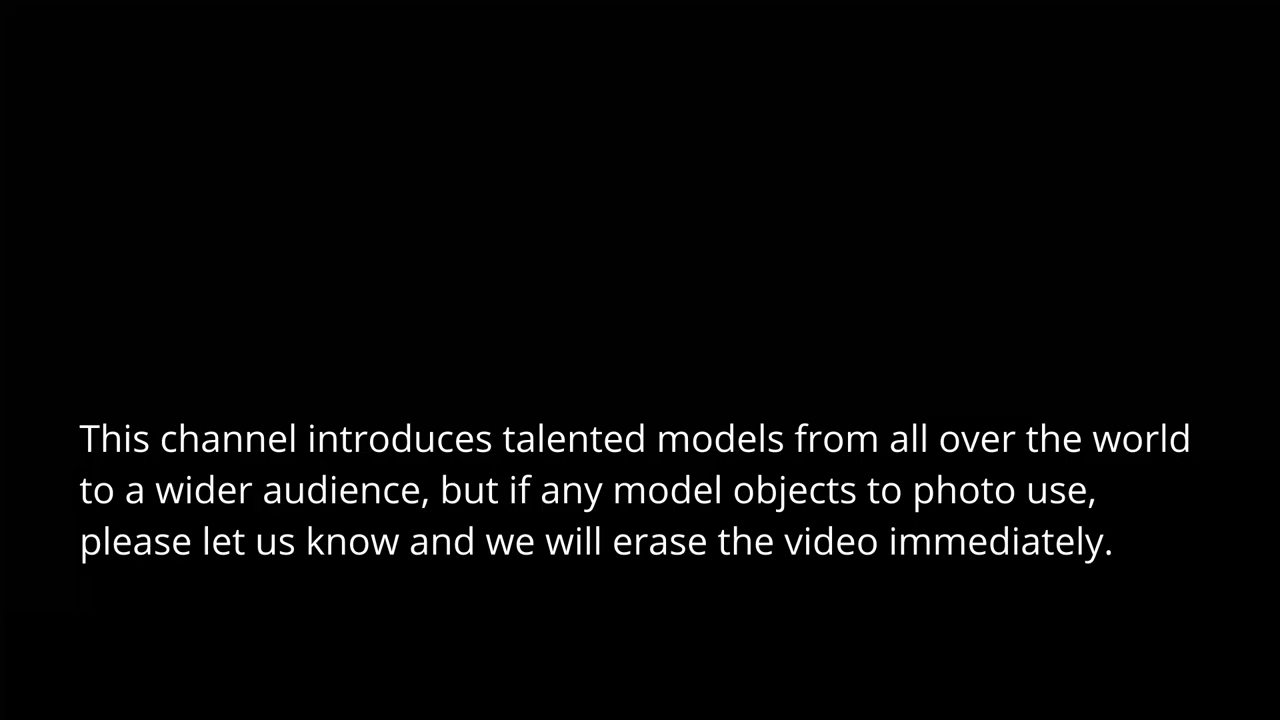 This channel introduces talented models from all over the world
to a wider audience, but if any model objects to photo use,
please let us know and we will erase the video immediately.